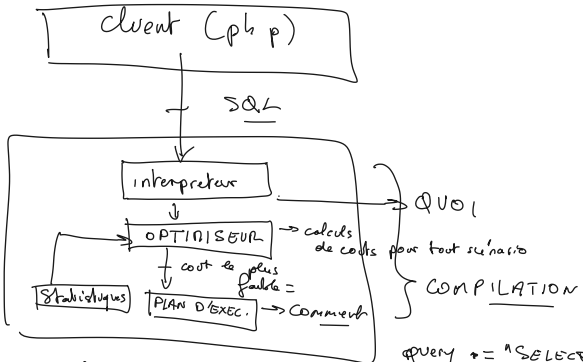 client (php)
SQL
interpreteur
QUOI
OPTIMISEUR
calculs
de couts pour tout scénario
cout le plus
faible =
Statistiques
PLAN D'EXEC.
Comment
COMPILATION
query .= "SELECT